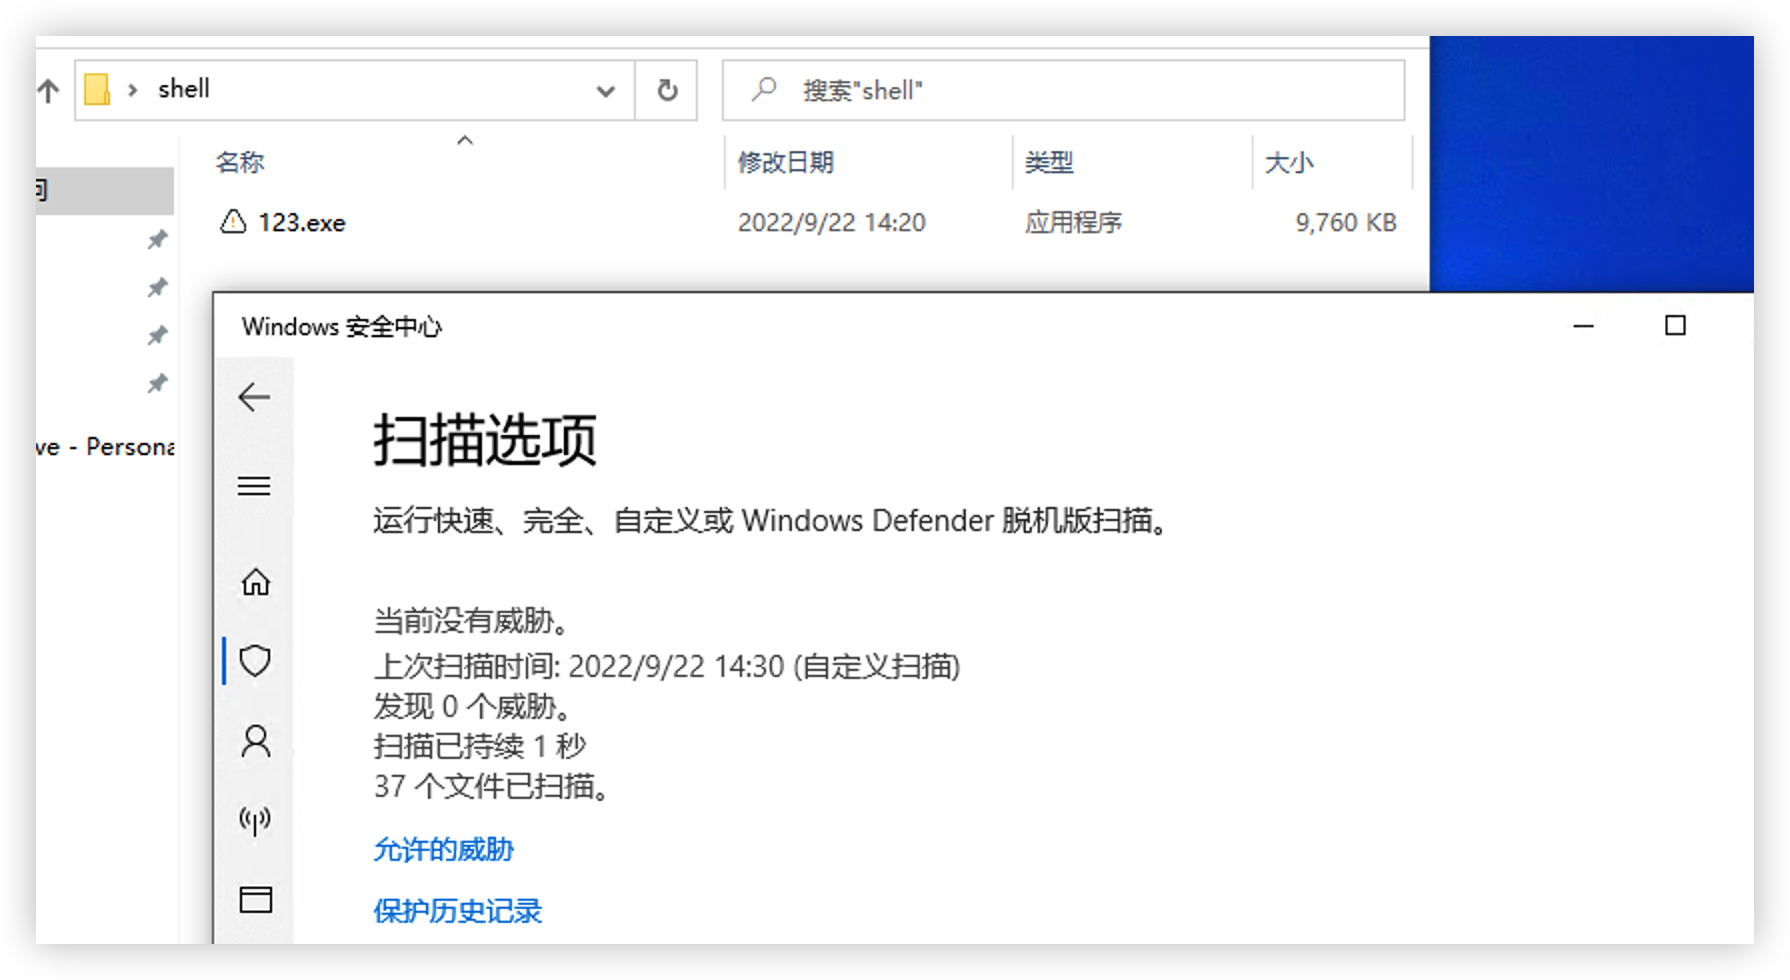 shell
搜索"shell"
名称 修改日期 类型 大小
123.exe 2022/9/22 14:20 应用程序 9,760 KB
ve - Persona
Windows 安全中心
扫描选项
运行快速、完全、自定义或 Windows Defender 脱机版扫描。
当前没有威胁。
上次扫描时间: 2022/9/22 14:30 (自定义扫描)
发现 0 个威胁。
扫描已持续 1 秒
37 个文件已扫描。
允许的威胁
保护历史记录